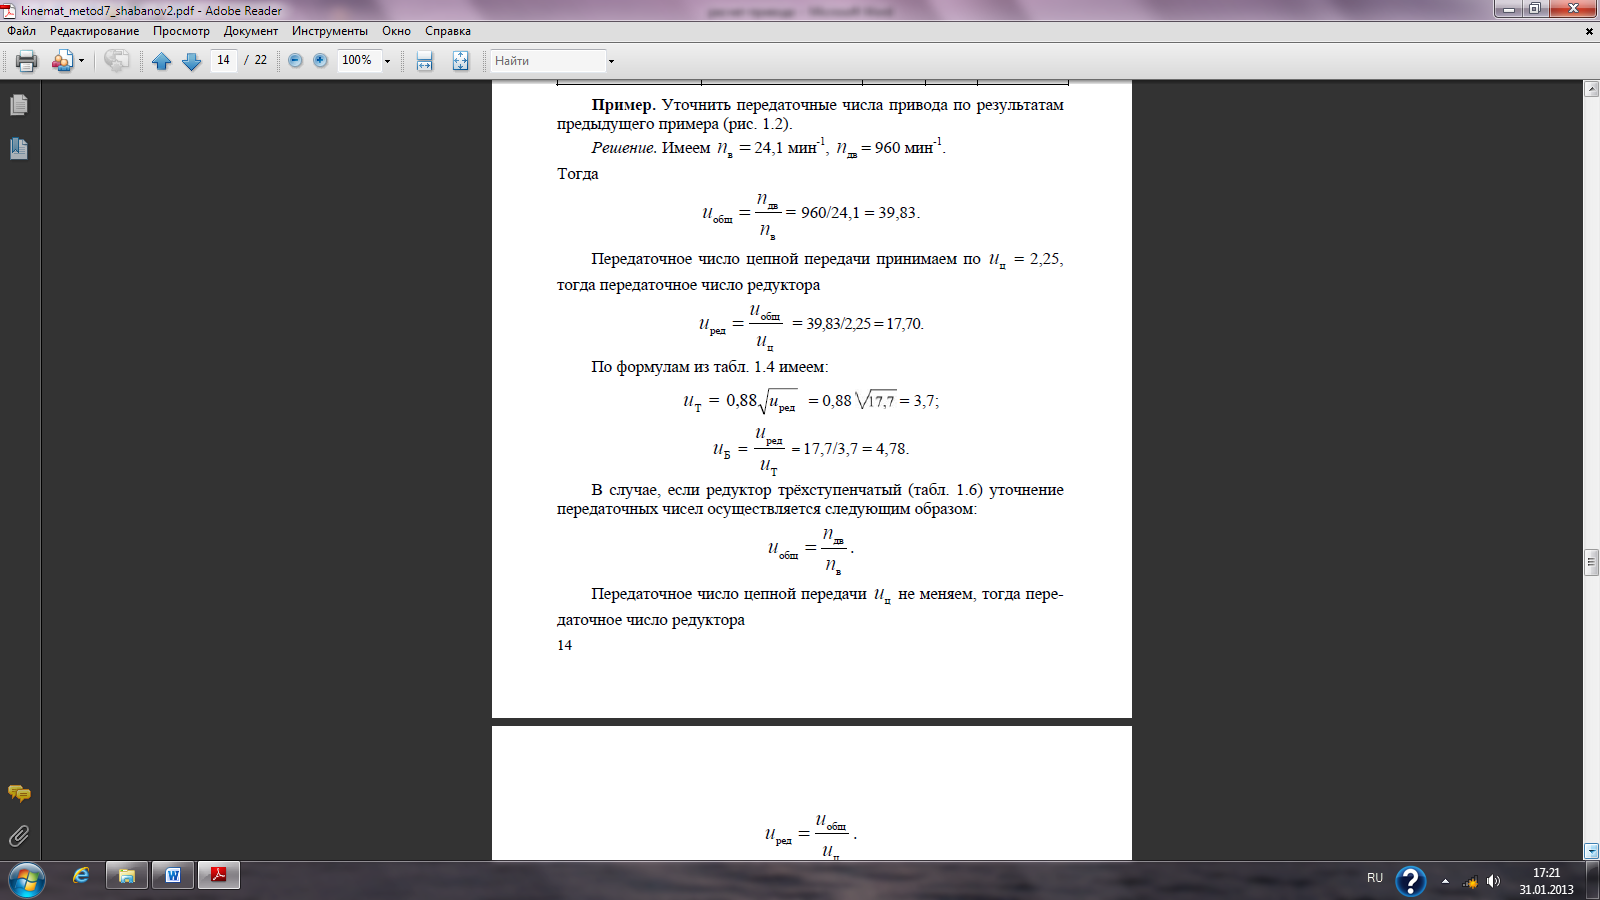 kinemat_metod7_shabanov2.pdf - Adobe Reader
Файл Редактирование Просмотр Документ Инструменты Окно Справка
14 / 22 100% Найти
Пример. Уточнить передаточные числа привода по результатам
предыдущего примера (рис. 1.2).
Решение. Имеем n_в = 24,1 мин^-1, n_дв = 960 мин^-1.
Тогда
u_общ = n_дв / n_в = 960/24,1 = 39,83.
Передаточное число цепной передачи принимаем по u_ц = 2,25,
тогда передаточное число редуктора
u_ред = u_общ / u_ц = 39,83/2,25 = 17,70.
По формулам из табл. 1.4 имеем:
u_Т = 0,88√u_ред = 0,88 √17,7 = 3,7;
u_Б = u_ред / u_Т = 17,7/3,7 = 4,78.
В случае, если редуктор трёхступенчатый (табл. 1.6) уточнение
передаточных чисел осуществляется следующим образом:
u_общ = n_дв / n_в .
Передаточное число цепной передачи u_ц не меняем, тогда пере-
даточное число редуктора
14
u_ред = u_общ / u_ц .
RU 17:21
31.01.2013